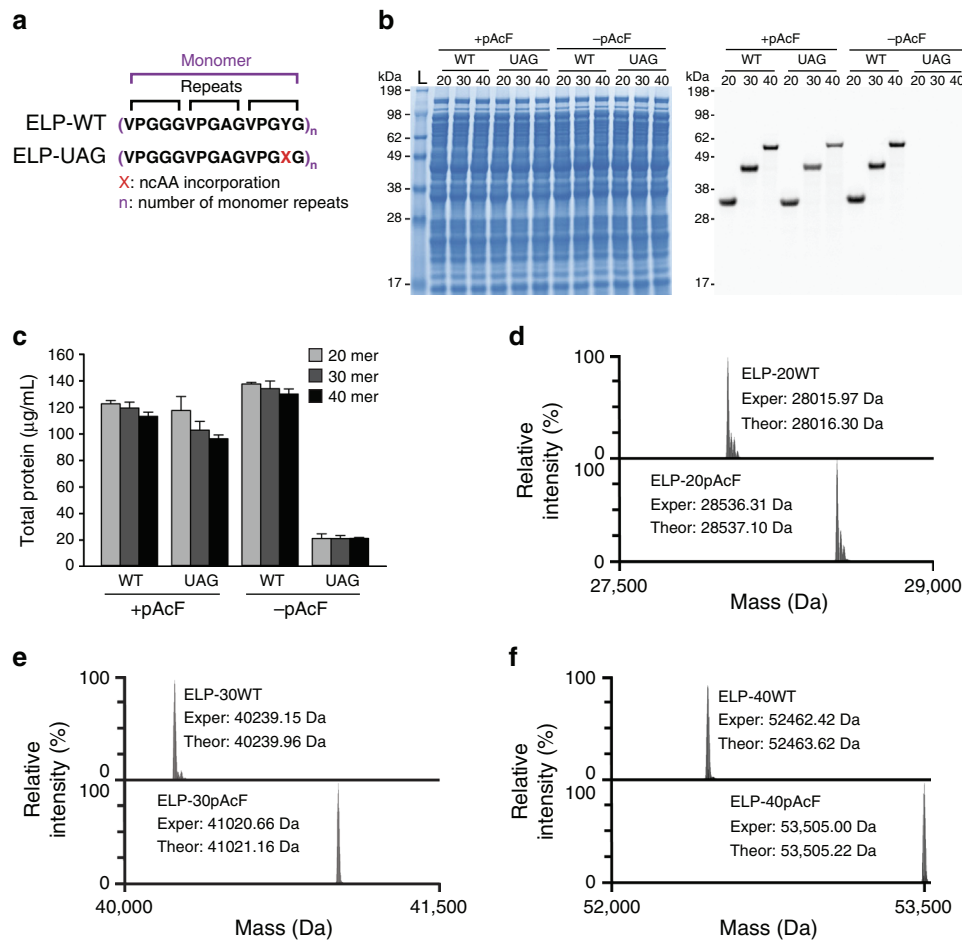 a
Monomer
Repeats
ELP-WT (VPGGGVPGAGVPGYG)n
ELP-UAG (VPGGGVPGAGVPGXG)n
X: ncAA incorporation
n: number of monomer repeats
b
+pAcF –pAcF
WT UAG WT UAG
kDa L 20 30 40 20 30 40 20 30 40 20 30 40
198
98
62
49
38
28
17
+pAcF –pAcF
WT UAG WT UAG
kDa 20 30 40 20 30 40 20 30 40 20 30 40
198
98
62
49
38
28
17
c
Total protein (µg/mL)
160
140
120
100
80
60
40
20
0
20 mer
30 mer
40 mer
WT UAG WT UAG
+pAcF –pAcF
d
Relative
intensity (%)
100
0
ELP-20WT
Exper: 28015.97 Da
Theor: 28016.30 Da
100
0
ELP-20pAcF
Exper: 28536.31 Da
Theor: 28537.10 Da
27,500 29,000
Mass (Da)
e
Relative
intensity (%)
100
0
ELP-30WT
Exper: 40239.15 Da
Theor: 40239.96 Da
100
0
ELP-30pAcF
Exper: 41020.66 Da
Theor: 41021.16 Da
40,000 41,500
Mass (Da)
f
Relative
intensity (%)
100
0
ELP-40WT
Exper: 52462.42 Da
Theor: 52463.62 Da
100
0
ELP-40pAcF
Exper: 53,505.00 Da
Theor: 53,505.22 Da
52,000 53,500
Mass (Da)